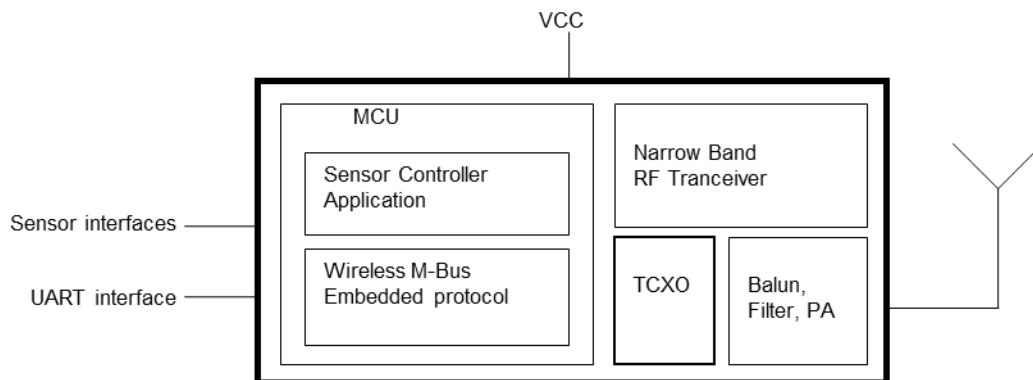 VCC
MCU
Sensor Controller
Application
Wireless M-Bus
Embedded protocol
Narrow Band
RF Tranceiver
TCXO
Balun,
Filter, PA
Sensor interfaces
UART interface